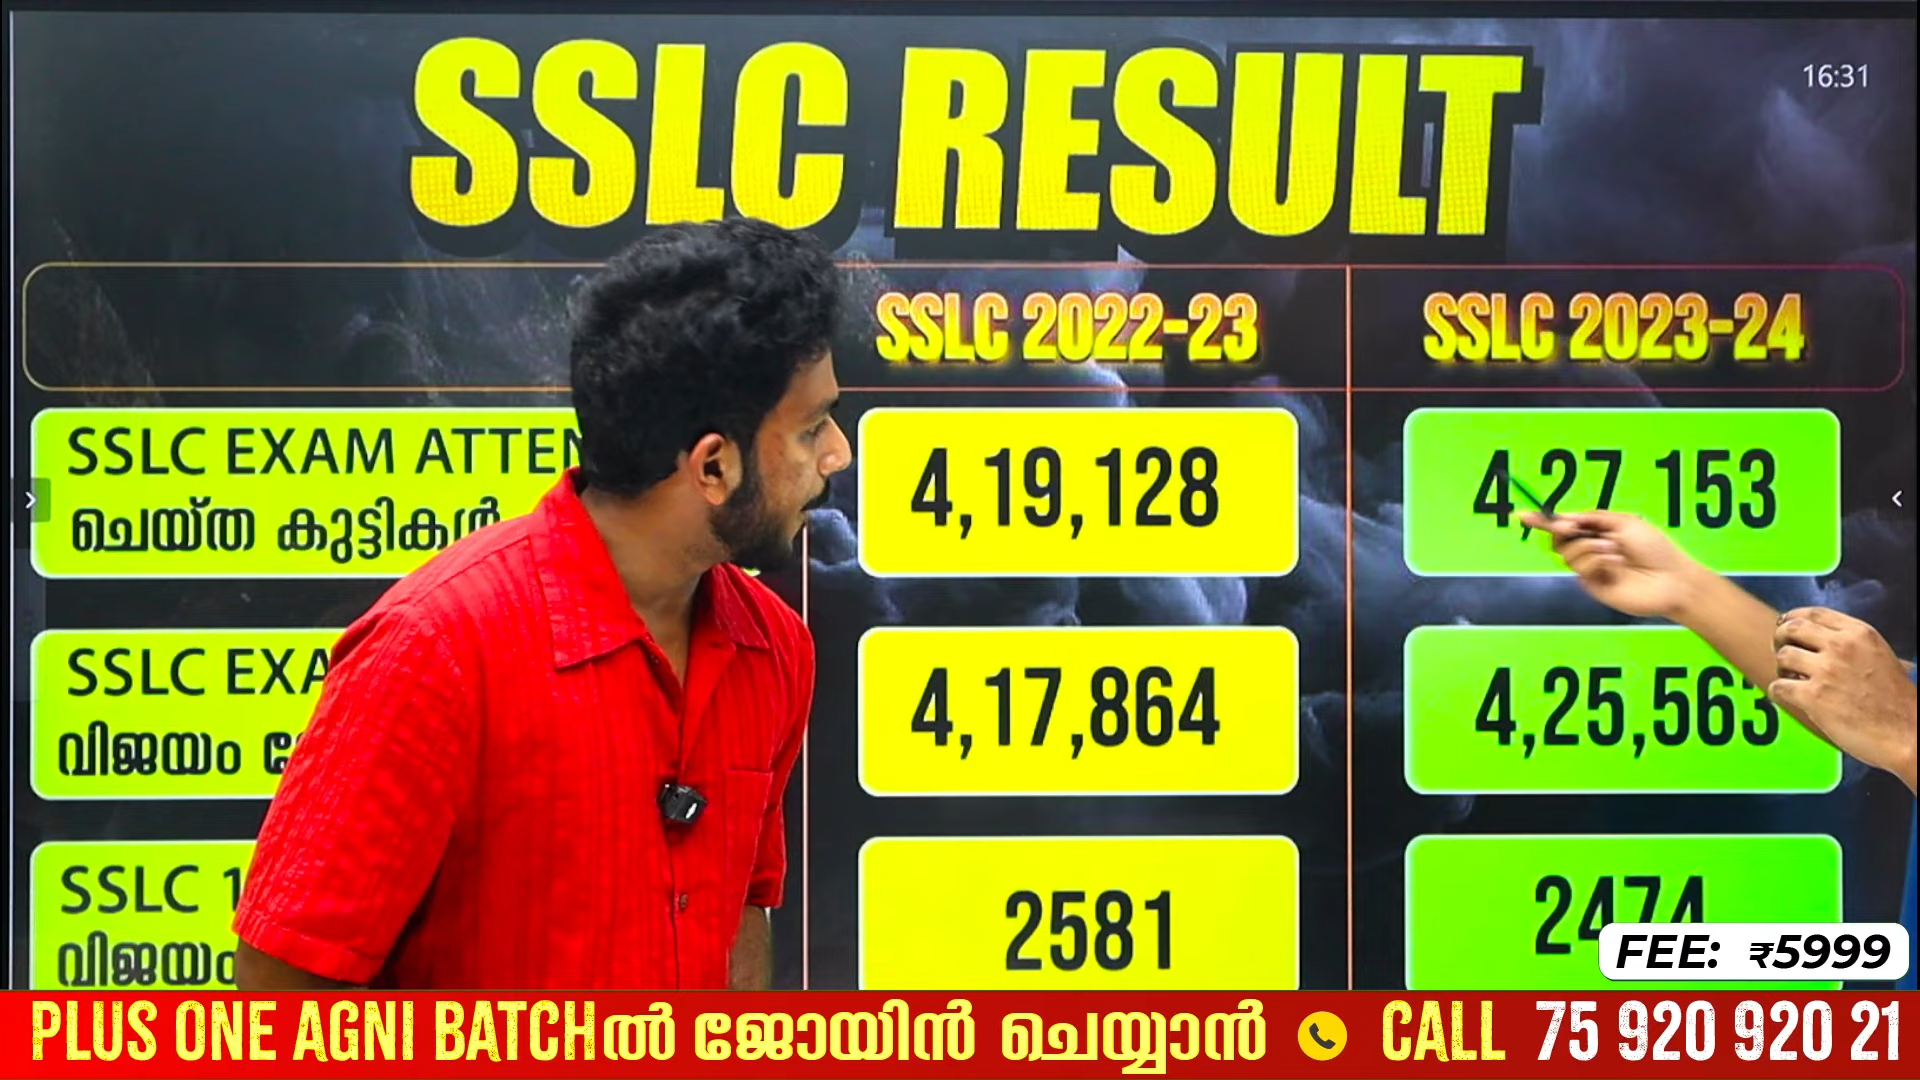 SSLC RESULT
16:31
SSLC 2022-23
SSLC 2023-24
SSLC EXAM
ചെയ്ത കുട്ടികൾ
4,19,128
4,27,153
SSLC
വിജയം
4,17,864
4,25,563
SSLC
വിജയം
2581
2474
FEE: ₹5999
PLUS ONE AGNI BATCHൽ ജോയിൻ ചെയ്യാൻ CALL 75 920 920 21